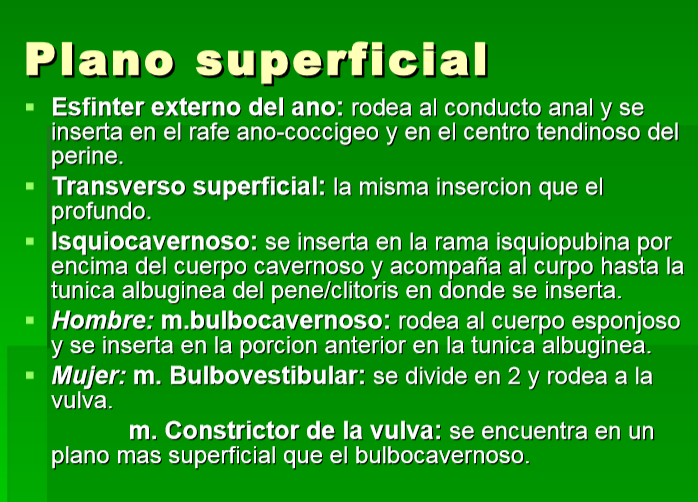 Plano superficial
Esfinter externo del ano: rodea al conducto anal y se
inserta en el rafe ano-coccigeo y en el centro tendinoso del
perine.
Transverso superficial: la misma insercion que el
profundo.
Isquiocavernoso: se inserta en la rama isquiopubina por
encima del cuerpo cavernoso y acompaña al curpo hasta la
tunica albuginea del pene/clitoris en donde se inserta.
Hombre: m.bulbocavernoso: rodea al cuerpo esponjoso
y se inserta en la porcion anterior en la tunica albuginea.
Mujer: m. Bulbovestibular: se divide en 2 y rodea a la
vulva.
m. Constrictor de la vulva: se encuentra en un
plano mas superficial que el bulbocavernoso.